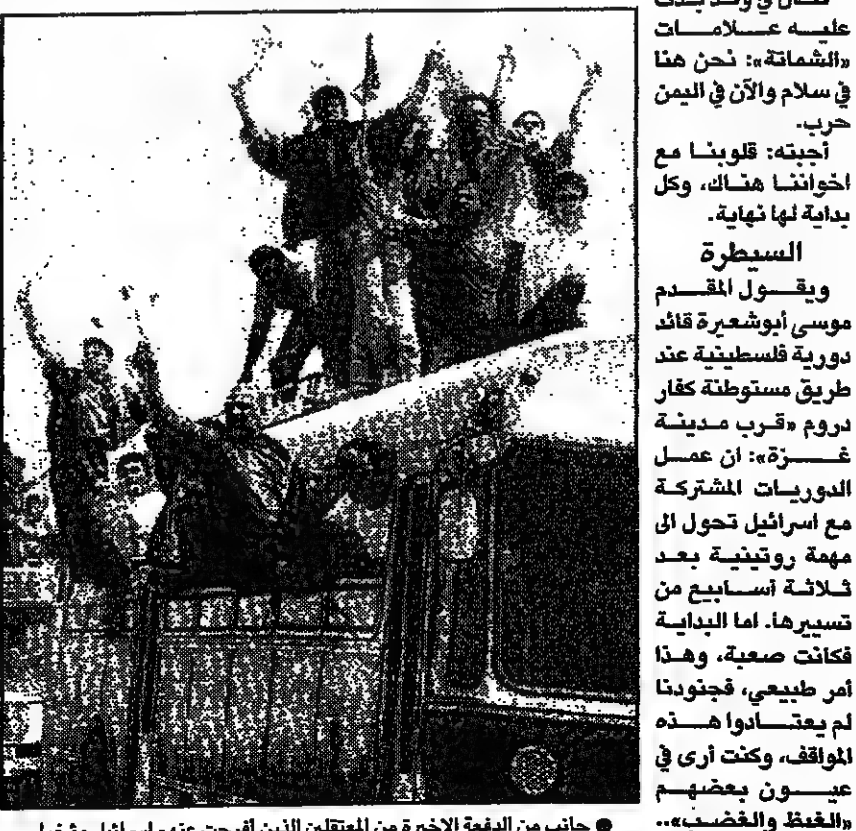 عليه علامات
«الشماتة»: نحن هنا
في سلام والآن في اليمن
حرب.
أجبته: قلوبنا مع
اخواننا هناك، وكل
بداية لها نهاية.
السيطرة
ويقول المقدم
موسى أبوشعيرة قائد
دورية فلسطينية عند
طريق مستوطنة كفار
دروم «قرب مدينة
غزة»: ان عمل
الدوريات المشتركة
مع اسرائيل تحول الى
مهمة روتينية بعد
ثلاثة أسابيع من
تسييرها. اما البداية
فكانت صعبة، وهذا
أمر طبيعي، فجنودنا
لم يعتادوا هذه
المواقف، وكنت أرى في
عيون بعضهم
«الغيظ والغضب»..
● جانب من الدفعة الاخيرة من المعتقلين الذين افرجت عنهم اسرائيل